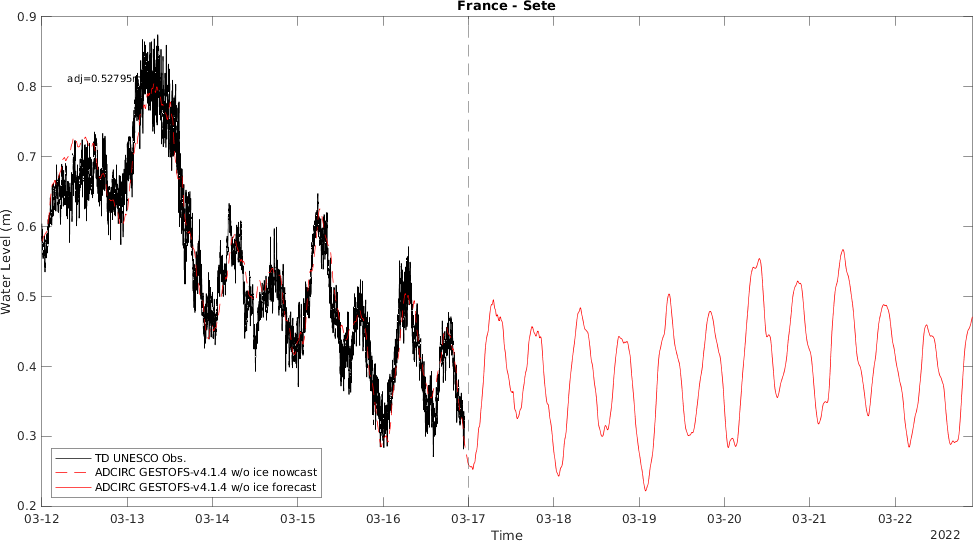 France - Sete
0.9
0.8
0.7
0.6
0.5
0.4
0.3
0.2
Water Level (m)
adj=0.52795m
TD UNESCO Obs.
ADCIRC GESTOFS-v4.1.4 w/o ice nowcast
ADCIRC GESTOFS-v4.1.4 w/o ice forecast
03-12 03-13 03-14 03-15 03-16 03-17 03-18 03-19 03-20 03-21 03-22
Time
2022